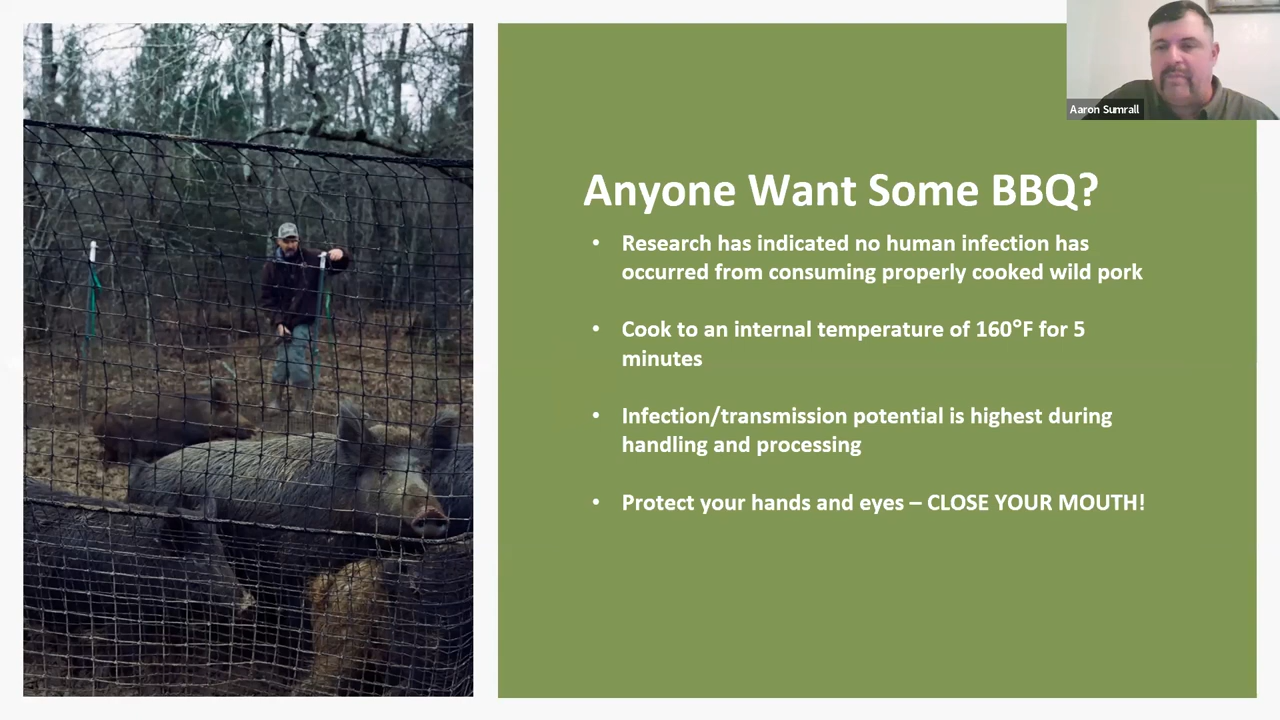 Aaron Sumrall
Anyone Want Some BBQ?
• Research has indicated no human infection has
occurred from consuming properly cooked wild pork
• Cook to an internal temperature of 160°F for 5
minutes
• Infection/transmission potential is highest during
handling and processing
• Protect your hands and eyes – CLOSE YOUR MOUTH!